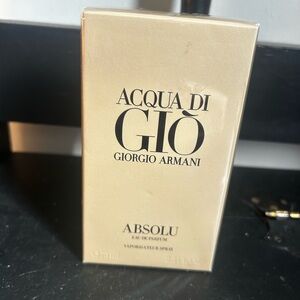 ACQUA DI
GIÒ
GIORGIO ARMANI
ABSOLU
EAU DE PARFUM
VAPORISATEUR SPRAY